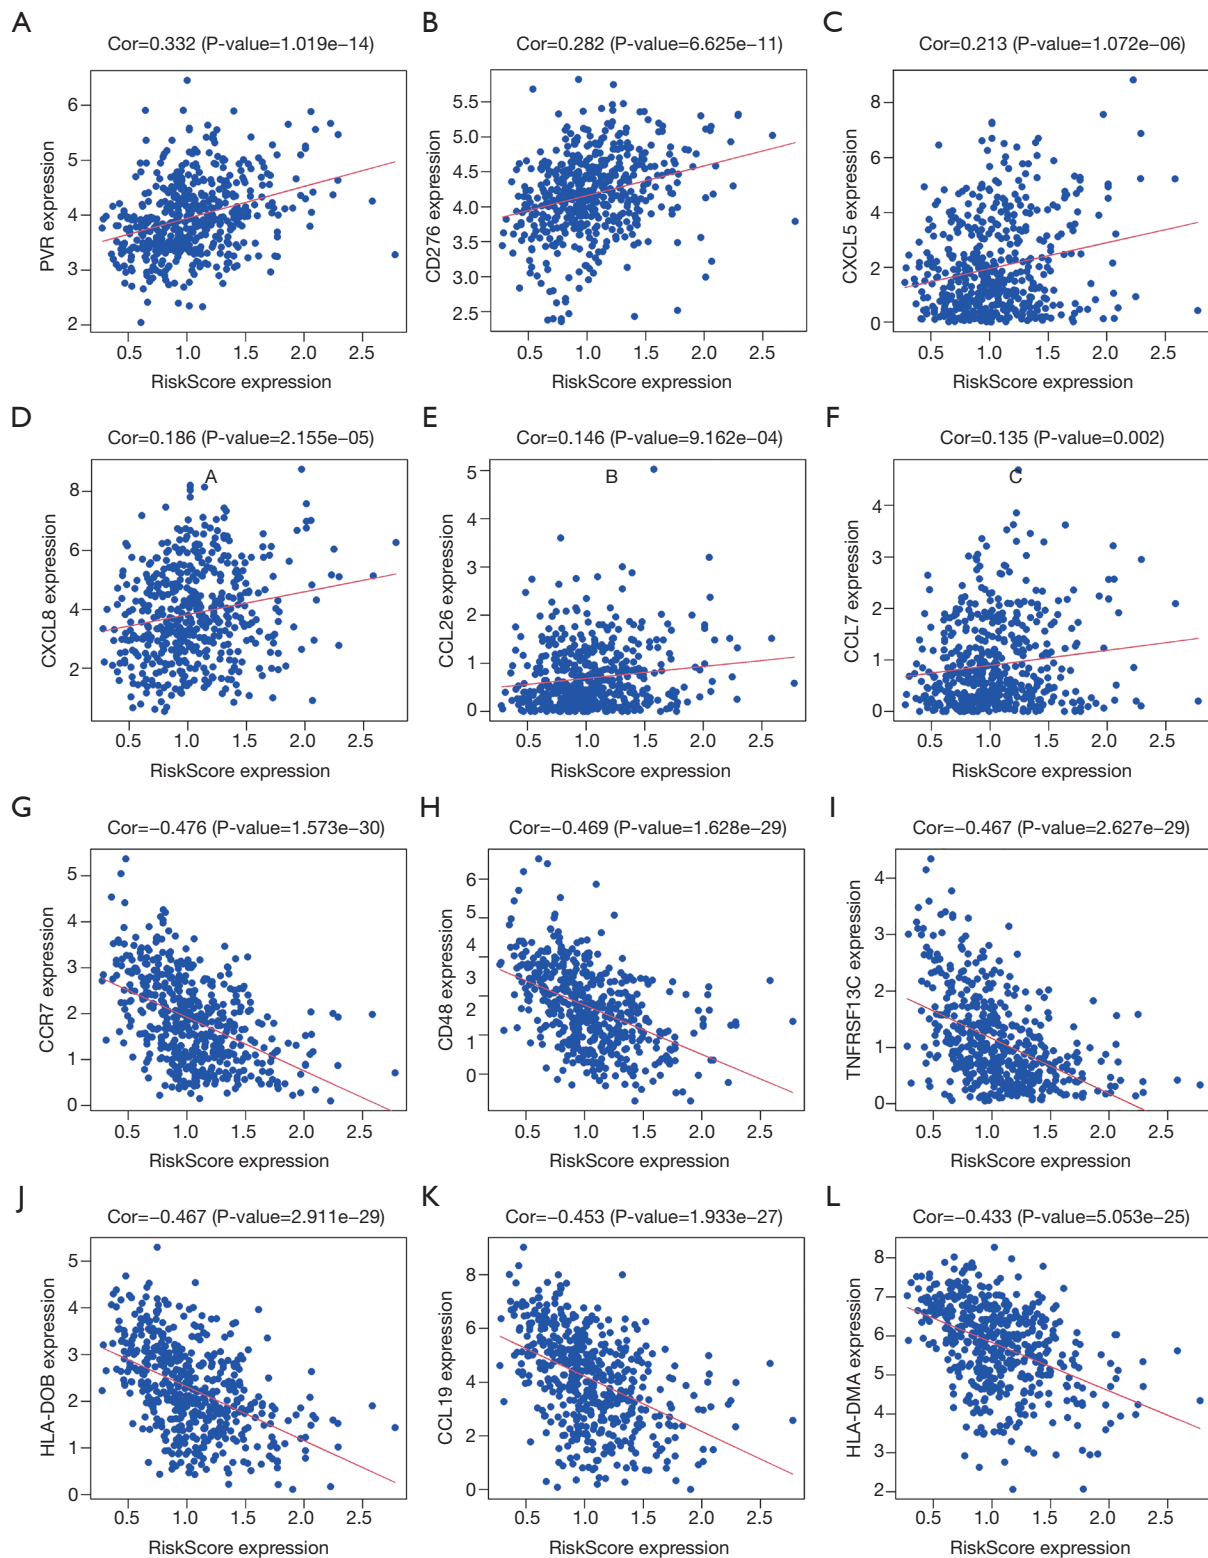 A
B
C
Cor=0.332 (P-value=1.019e−14)
Cor=0.282 (P-value=6.625e−11)
Cor=0.213 (P-value=1.072e−06)
PVR expression
6
5
4
3
2
0.5 1.0 1.5 2.0 2.5
RiskScore expression
CD276 expression
5.5
5.0
4.5
4.0
3.5
3.0
2.5
0.5 1.0 1.5 2.0 2.5
RiskScore expression
CXCL5 expression
8
6
4
2
0
0.5 1.0 1.5 2.0 2.5
RiskScore expression
D
E
F
Cor=0.186 (P-value=2.155e−05)
Cor=0.146 (P-value=9.162e−04)
Cor=0.135 (P-value=0.002)
A
CXCL8 expression
8
6
4
2
0.5 1.0 1.5 2.0 2.5
RiskScore expression
B
CCL26 expression
5
4
3
2
1
0
0.5 1.0 1.5 2.0 2.5
RiskScore expression
C
CCL7 expression
4
3
2
1
0
0.5 1.0 1.5 2.0 2.5
RiskScore expression
G
H
I
Cor=−0.476 (P-value=1.573e−30)
Cor=−0.469 (P-value=1.628e−29)
Cor=−0.467 (P-value=2.627e−29)
CCR7 expression
5
4
3
2
1
0
0.5 1.0 1.5 2.0 2.5
RiskScore expression
CD48 expression
6
5
4
3
2
1
0
0.5 1.0 1.5 2.0 2.5
RiskScore expression
TNFRSF13C expression
4
3
2
1
0
0.5 1.0 1.5 2.0 2.5
RiskScore expression
J
K
L
Cor=−0.467 (P-value=2.911e−29)
Cor=−0.453 (P-value=1.933e−27)
Cor=−0.433 (P-value=5.053e−25)
HLA-DOB expression
5
4
3
2
1
0
0.5 1.0 1.5 2.0 2.5
RiskScore expression
CCL19 expression
8
6
4
2
0
0.5 1.0 1.5 2.0 2.5
RiskScore expression
HLA-DMA expression
8
7
6
5
4
3
2
0.5 1.0 1.5 2.0 2.5
RiskScore expression